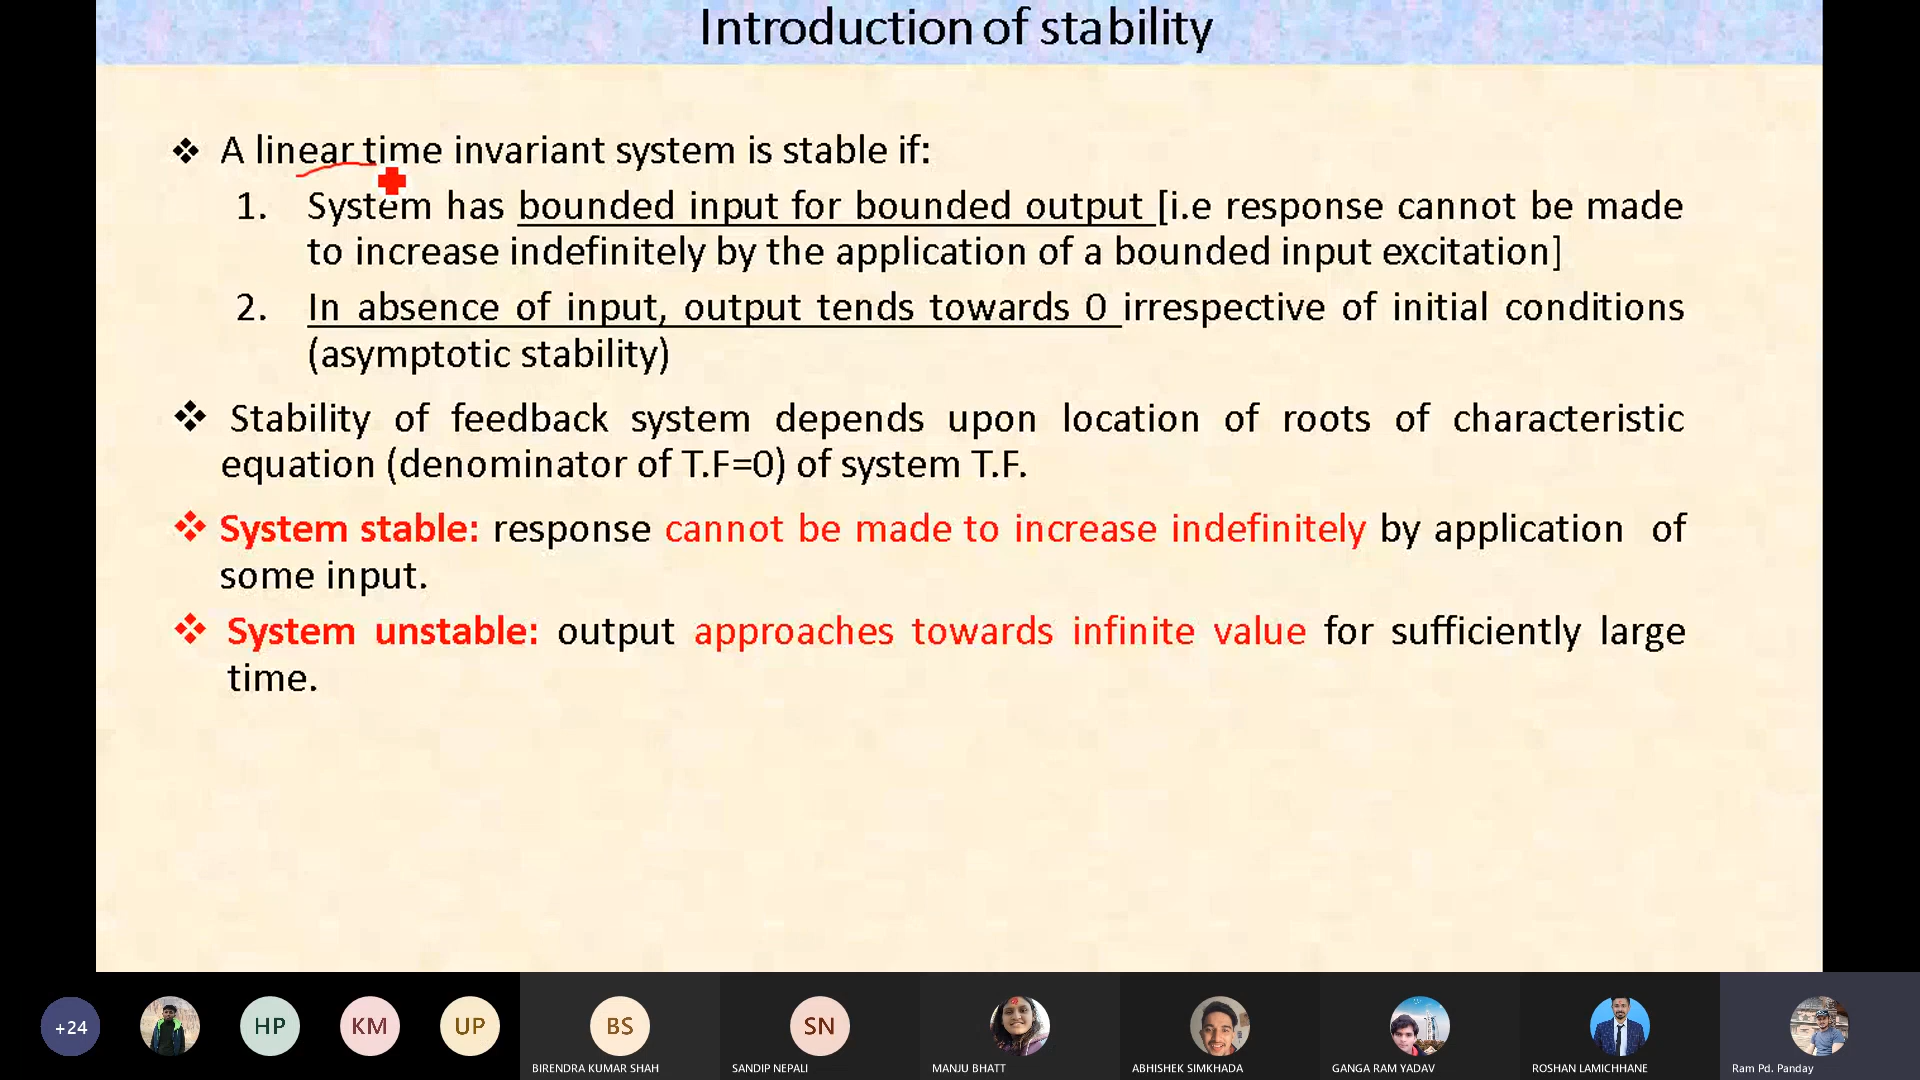 Introduction of stability
❖ A linear time invariant system is stable if:
1. System has bounded input for bounded output [i.e response cannot be made
to increase indefinitely by the application of a bounded input excitation]
2. In absence of input, output tends towards 0 irrespective of initial conditions
(asymptotic stability)
❖ Stability of feedback system depends upon location of roots of characteristic
equation (denominator of T.F=0) of system T.F.
❖ System stable: response cannot be made to increase indefinitely by application of
some input.
❖ System unstable: output approaches towards infinite value for sufficiently large
time.
+24 HP KM UP BS SN
BIRENDRA KUMAR SHAH SANDIP NEPALI MANJU BHATT ABHISHEK SIMKHADA GANGA RAM YADAV ROSHAN LAMICHHANE Ram Pd. Panday